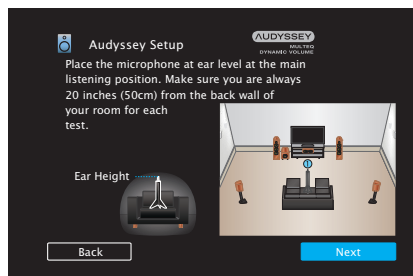 Audyssey Setup
AUDYSSEY
MULTEQ
DYNAMIC VOLUME
Place the microphone at ear level at the main
listening position. Make sure you are always
20 inches (50cm) from the back wall of
your room for each
test.
Ear Height
Back
Next